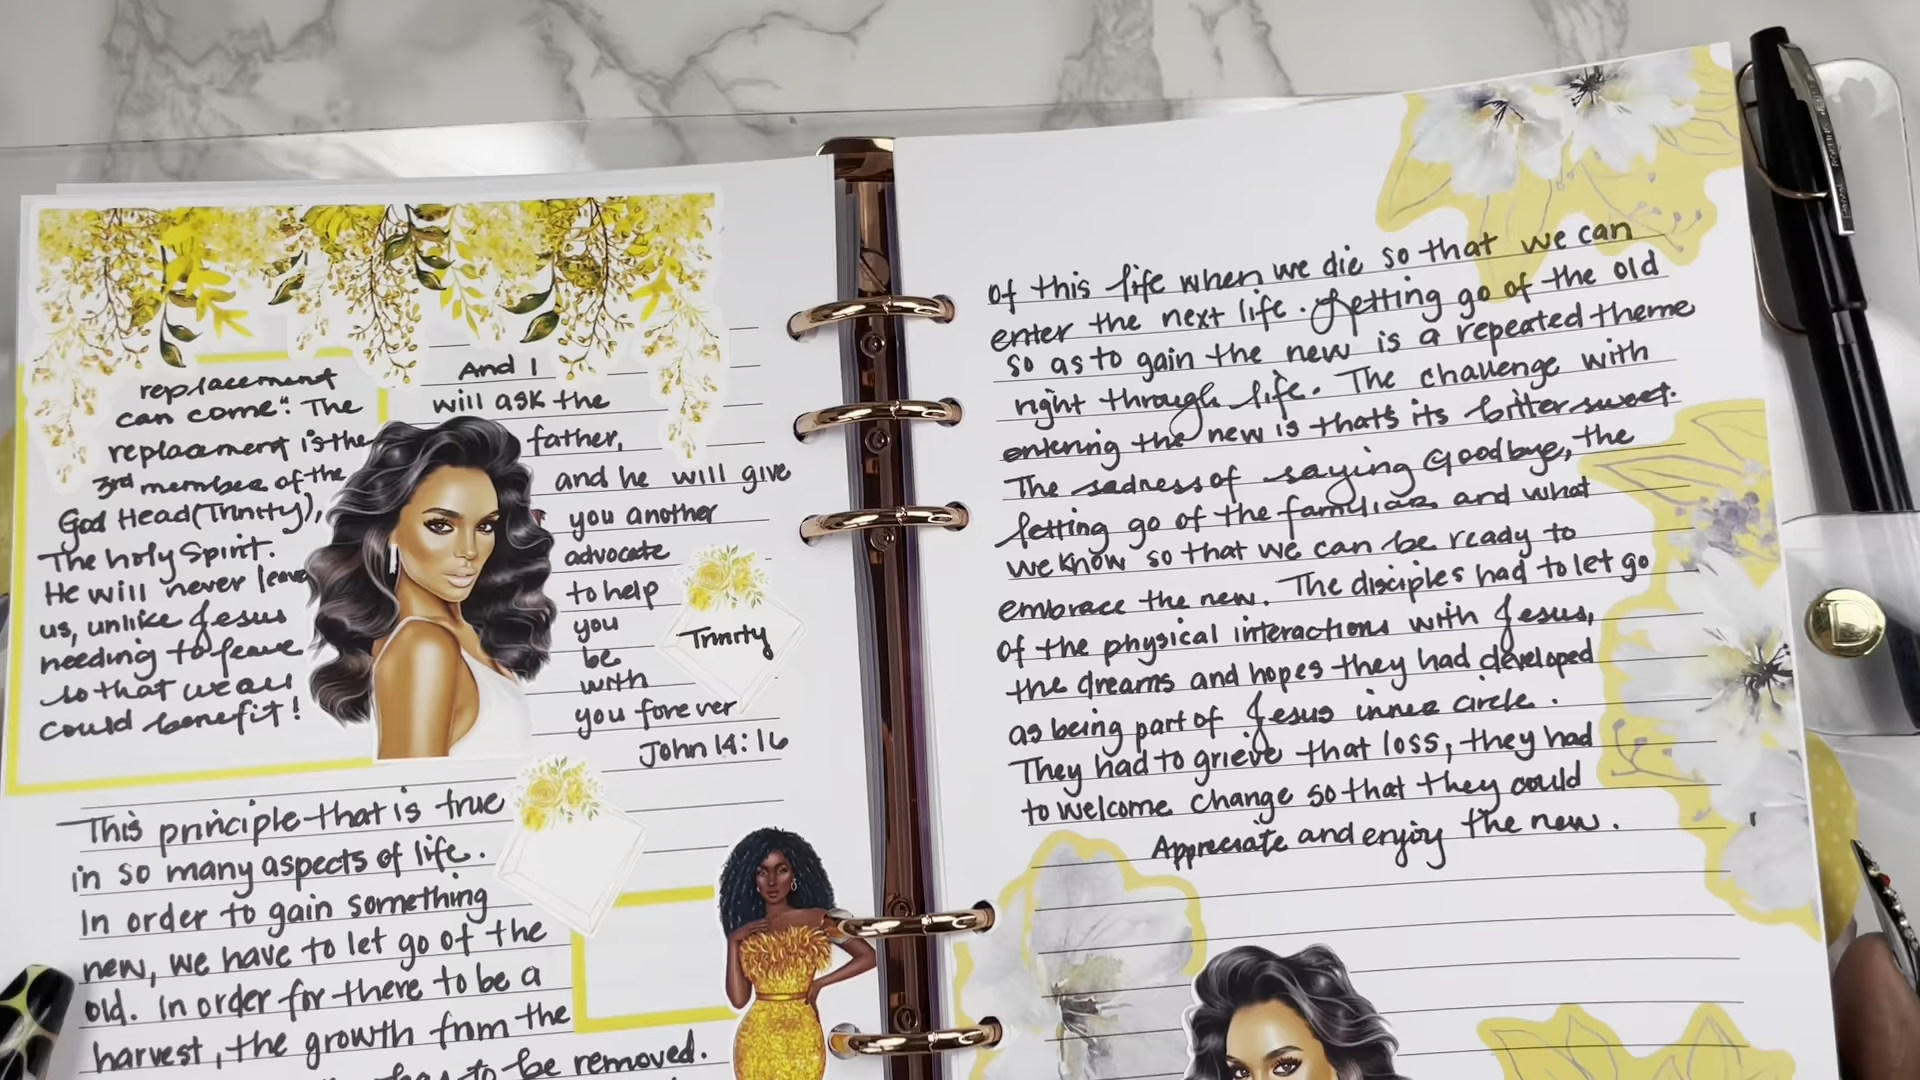 replacement
can come". The
replacement is the
3rd member of the
God Head (Trinity),
The holy Spirit.
He will never leave
us, unlike Jesus
needing to leave
so that we all
could benefit!
And I
will ask the
father,
and he will give
you another
advocate
to help
you
be
with
you forever
John 14:16
Trinity
This principle that is true
in so many aspects of life.
In order to gain something
new, we have to let go of the
old. In order for there to be a
harvest, the growth from the
has to be removed.
of this life when we die so that we can
enter the next life. Letting go of the old
so as to gain the new is a repeated theme
right through life. The challenge with
entering the new is that's its bitter sweet.
The sadness of saying Goodbye, the
letting go of the familiar and what
we know so that we can be ready to
embrace the new. The disciples had to let go
of the physical interactions with Jesus,
the dreams and hopes they had developed
as being part of Jesus inner circle.
They had to grieve that loss, they had
to welcome change so that they could
Appreciate and enjoy the new.
D